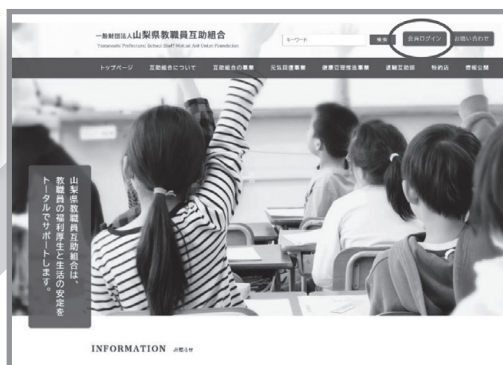 一般財団法人山梨県教職員互助組合
Yamanashi Prefectural School Staff Mutual Aid Union Foundation
キーワード
検索
会員ログイン
お問い合わせ
トップページ 互助組合について 互助組合の事業 元気回復事業 健康管理推進事業 退職互助部 特約店 情報公開
山梨県教職員互助組合は、
教職員の福利厚生と生活の安定を
トータルでサポートします。
INFORMATION お知らせ